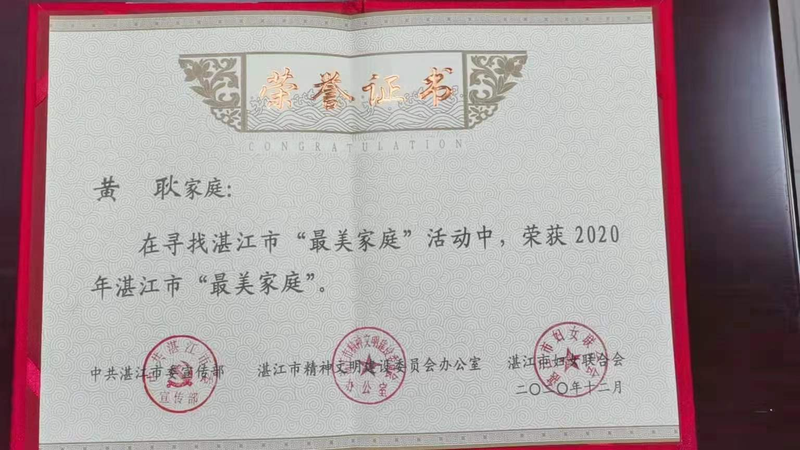 荣誉证书
CONGRATULATION
黄 耿家庭：
在寻找湛江市“最美家庭”活动中，荣获2020
年湛江市“最美家庭”。
中共湛江市委宣传部 湛江市精神文明建设委员会办公室 湛江市妇女联合会
二〇二〇年十二月